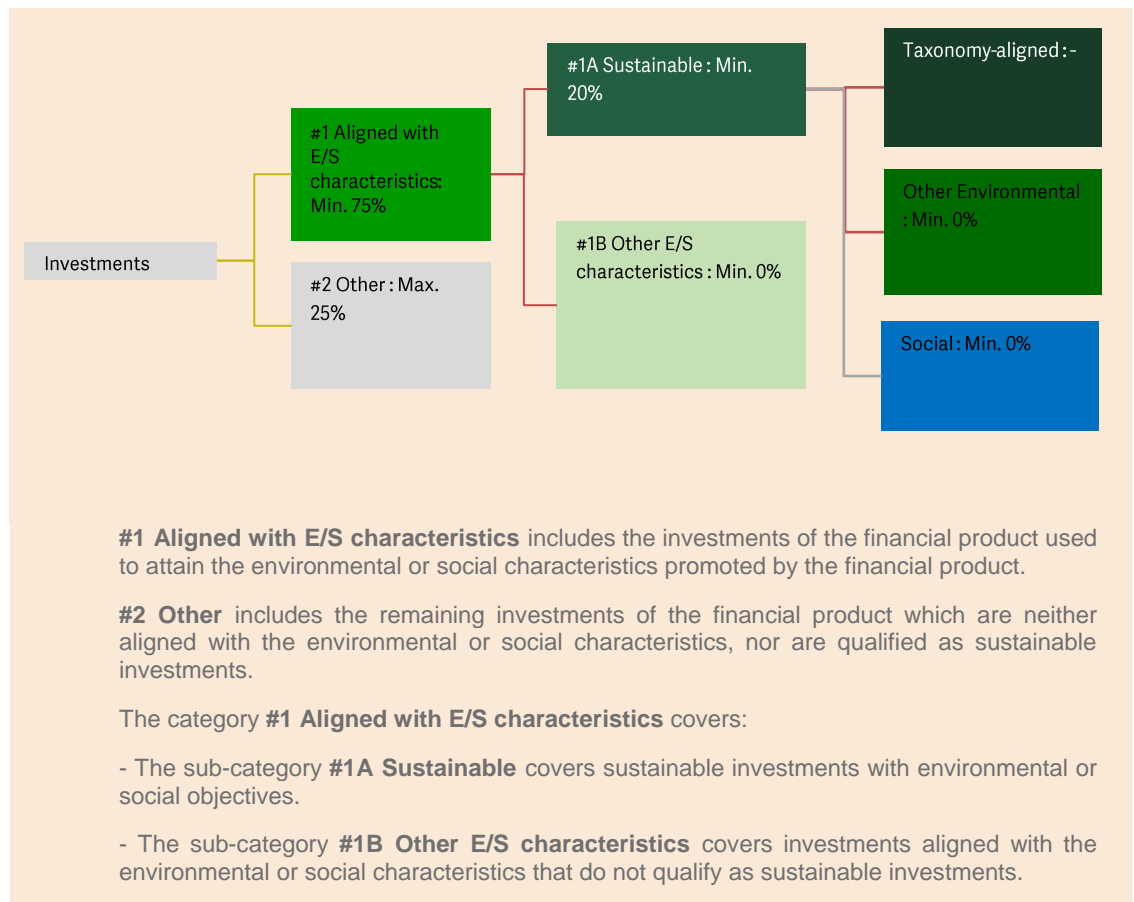 Investments
#1 Aligned with
E/S
characteristics:
Min. 75%
#2 Other : Max.
25%
#1A Sustainable : Min.
20%
#1B Other E/S
characteristics : Min. 0%
Taxonomy-aligned : -
Other Environmental
: Min. 0%
Social : Min. 0%
#1 Aligned with E/S characteristics includes the investments of the financial product used
to attain the environmental or social characteristics promoted by the financial product.
#2 Other includes the remaining investments of the financial product which are neither
aligned with the environmental or social characteristics, nor are qualified as sustainable
investments.
The category #1 Aligned with E/S characteristics covers:
- The sub-category #1A Sustainable covers sustainable investments with environmental or
social objectives.
- The sub-category #1B Other E/S characteristics covers investments aligned with the
environmental or social characteristics that do not qualify as sustainable investments.